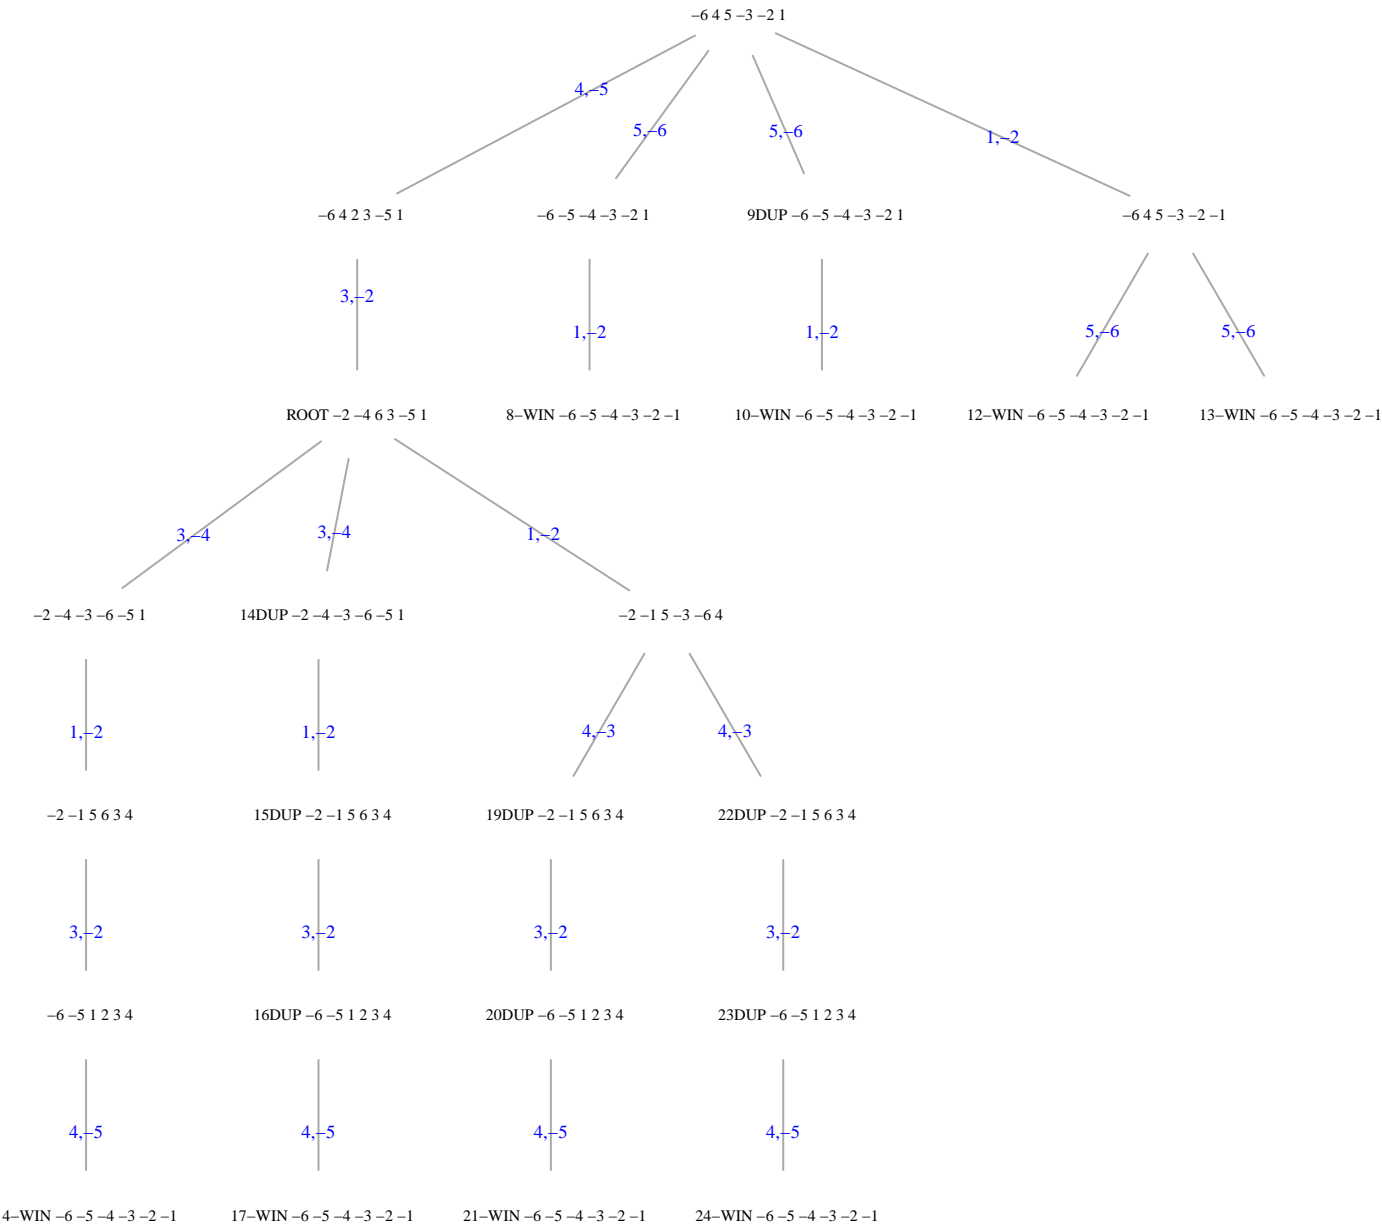 −6 4 5 −3 −2 1
4,−5
5,−6
5,−6
1,−2
−6 4 2 3 −5 1
−6 −5 −4 −3 −2 1
9DUP −6 −5 −4 −3 −2 1
−6 4 5 −3 −2 −1
3,−2
1,−2
1,−2
5,−6
5,−6
ROOT −2 −4 6 3 −5 1
8−WIN −6 −5 −4 −3 −2 −1
10−WIN −6 −5 −4 −3 −2 −1
12−WIN −6 −5 −4 −3 −2 −1
13−WIN −6 −5 −4 −3 −2 −1
3,−4
3,−4
1,−2
−2 −4 −3 −6 −5 1
14DUP −2 −4 −3 −6 −5 1
−2 −1 5 −3 −6 4
1,−2
1,−2
4,−3
4,−3
−2 −1 5 6 3 4
15DUP −2 −1 5 6 3 4
19DUP −2 −1 5 6 3 4
22DUP −2 −1 5 6 3 4
3,−2
3,−2
3,−2
3,−2
−6 −5 1 2 3 4
16DUP −6 −5 1 2 3 4
20DUP −6 −5 1 2 3 4
23DUP −6 −5 1 2 3 4
4,−5
4,−5
4,−5
4,−5
4−WIN −6 −5 −4 −3 −2 −1
17−WIN −6 −5 −4 −3 −2 −1
21−WIN −6 −5 −4 −3 −2 −1
24−WIN −6 −5 −4 −3 −2 −1